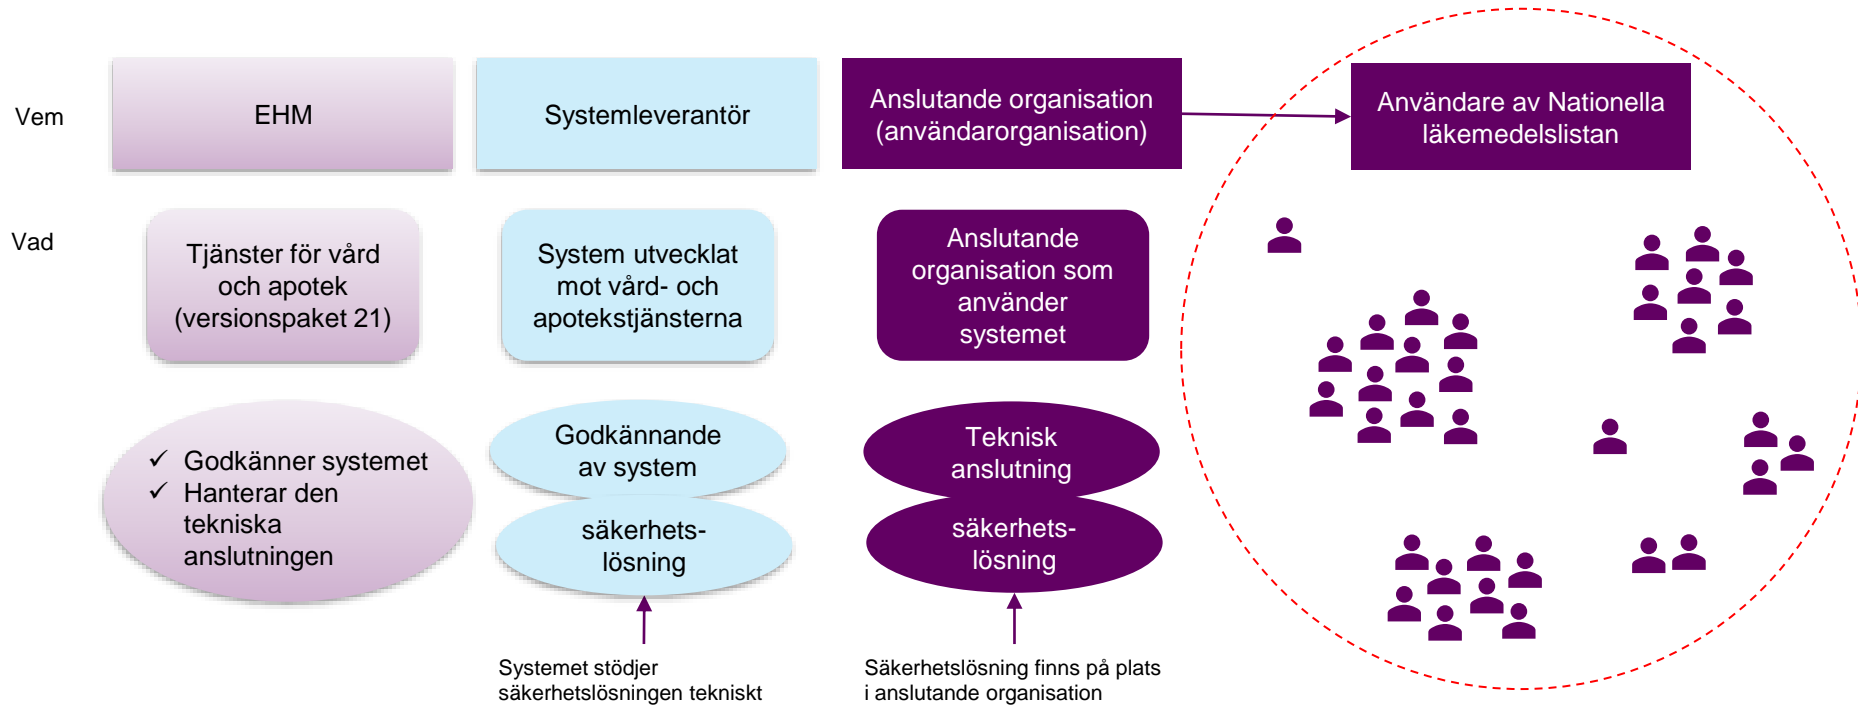 Vem
EHM
Systemleverantör
Anslutande organisation
(användarorganisation)
Användare av Nationella
läkemedelslistan
Vad
Tjänster för vård
och apotek
(versionspaket 21)
System utvecklat
mot vård- och
apotekstjänsterna
Anslutande
organisation som
använder
systemet
✓ Godkänner systemet
✓ Hanterar den
tekniska
anslutningen
Godkännande
av system
säkerhets-
lösning
Teknisk
anslutning
säkerhets-
lösning
Systemet stödjer
säkerhetslösningen tekniskt
Säkerhetslösning finns på plats
i anslutande organisation